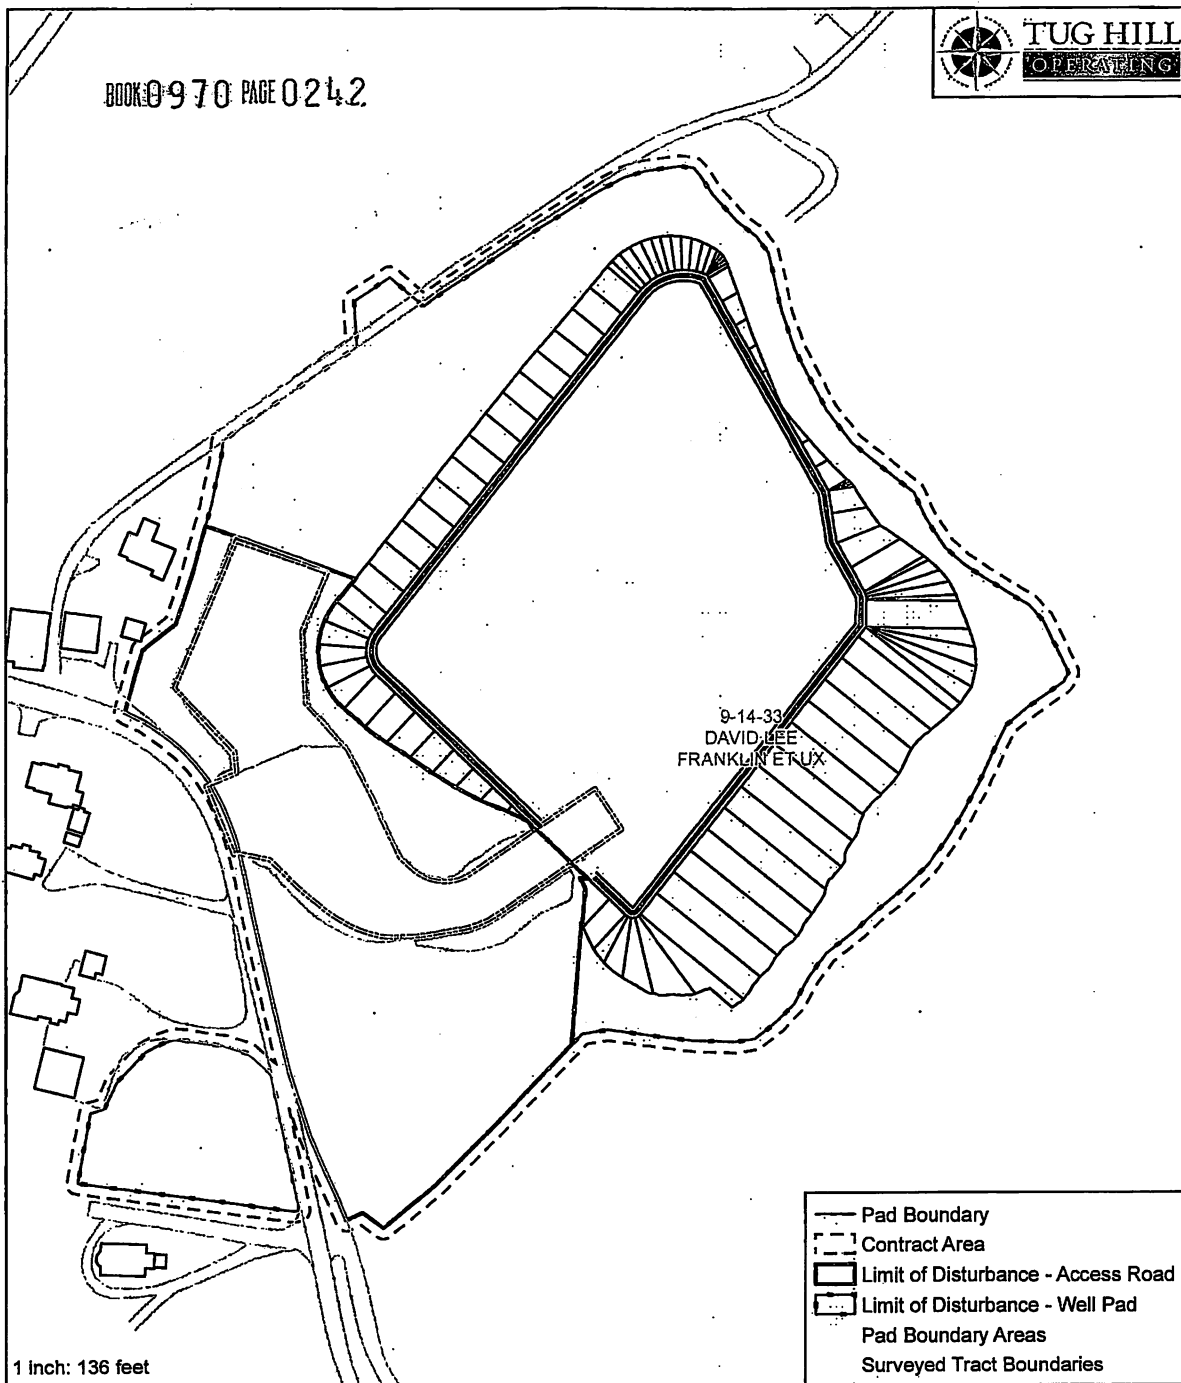 BOOK 0970 PAGE 0242
TUG HILL
OPERATING
9-14-33
DAVID LEE
FRANKLIN ET UX
Pad Boundary
Contract Area
Limit of Disturbance - Access Road
Limit of Disturbance - Well Pad
Pad Boundary Areas
Surveyed Tract Boundaries
1 inch: 136 feet